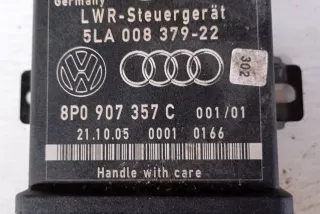 Germany
LWR-Steuergerät
5LA 008 379-22
302
8P0 907 357 C 001/01
21.10.05 0001 0166
Handle with care